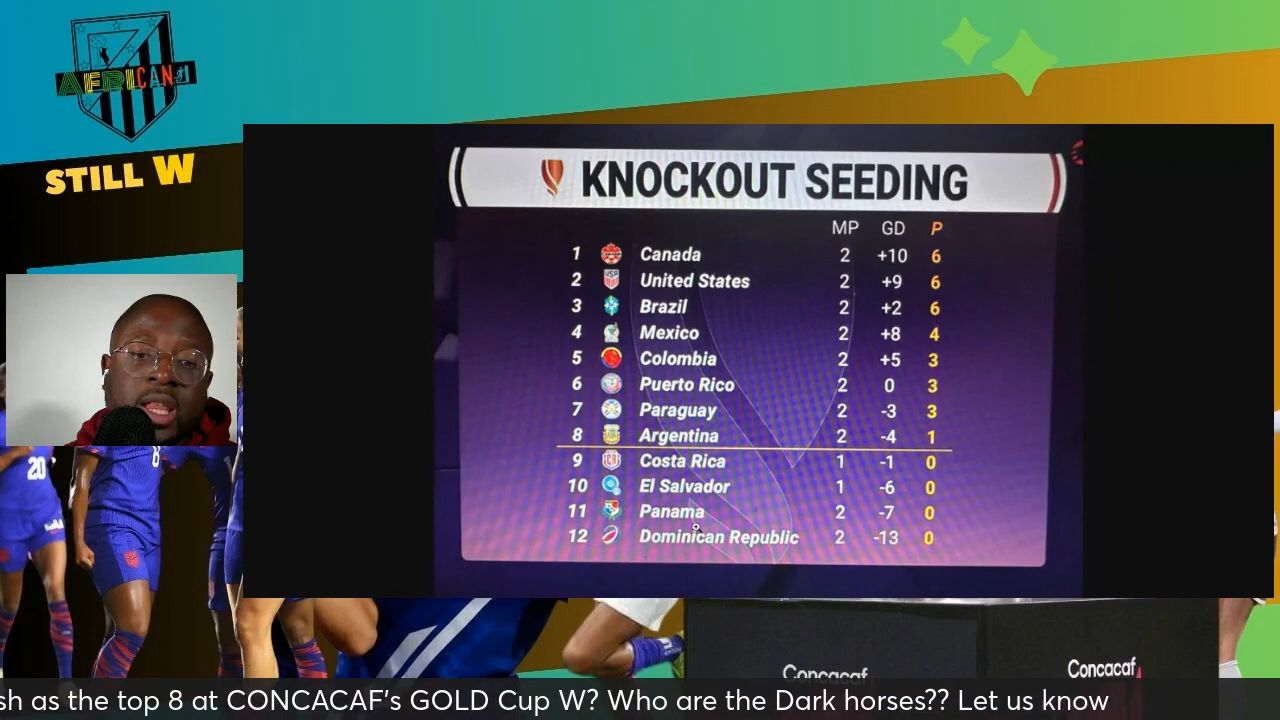 AFRICAN
STILL W
KNOCKOUT SEEDING
MP GD P
1 Canada 2 +10 6
2 United States 2 +9 6
3 Brazil 2 +2 6
4 Mexico 2 +8 4
5 Colombia 2 +5 3
6 Puerto Rico 2 0 3
7 Paraguay 2 -3 3
8 Argentina 2 -4 1
9 Costa Rica 1 -1 0
10 El Salvador 1 -6 0
11 Panama 2 -7 0
12 Dominican Republic 2 -13 0
20
8
Concacaf
Concacaf
sh as the top 8 at CONCACAF's GOLD Cup W? Who are the Dark horses?? Let us know